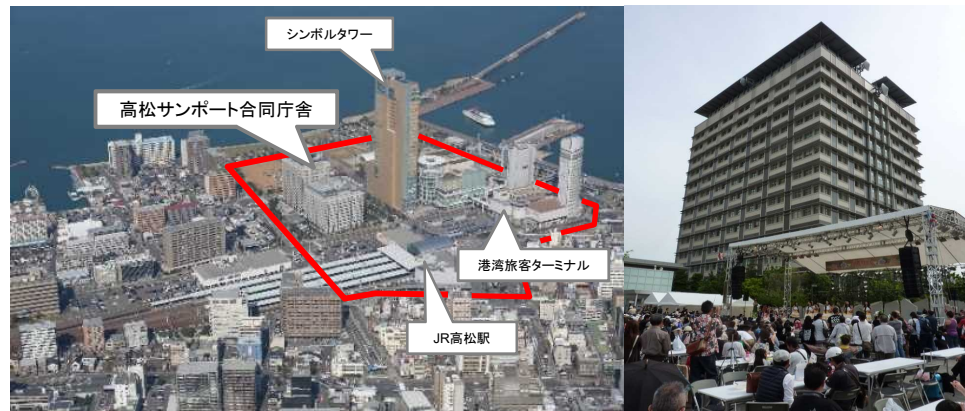 シンボルタワー
高松サンポート合同庁舎
港湾旅客ターミナル
JR高松駅